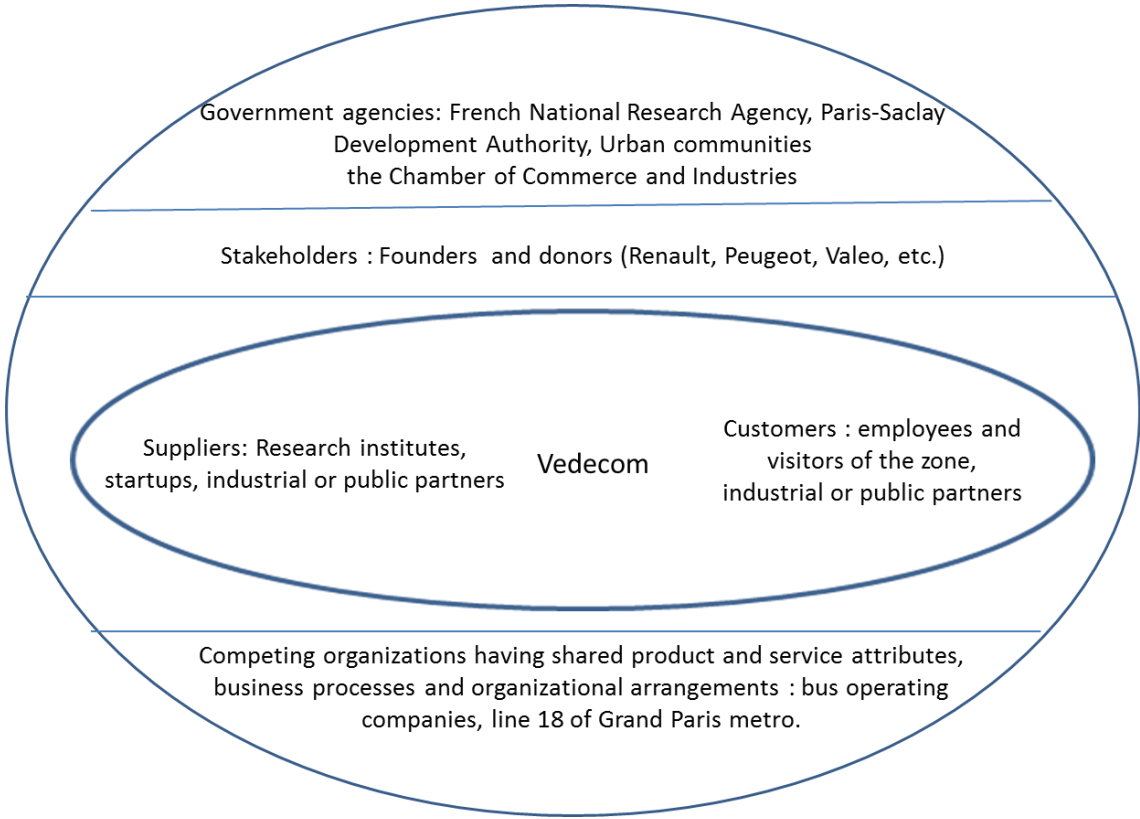 Government agencies: French National Research Agency, Paris-Saclay
Development Authority, Urban communities
the Chamber of Commerce and Industries
Stakeholders : Founders and donors (Renault, Peugeot, Valeo, etc.)
Suppliers: Research institutes,
startups, industrial or public partners
Vedecom
Customers : employees and
visitors of the zone,
industrial or public partners
Competing organizations having shared product and service attributes,
business processes and organizational arrangements : bus operating
companies, line 18 of Grand Paris metro.